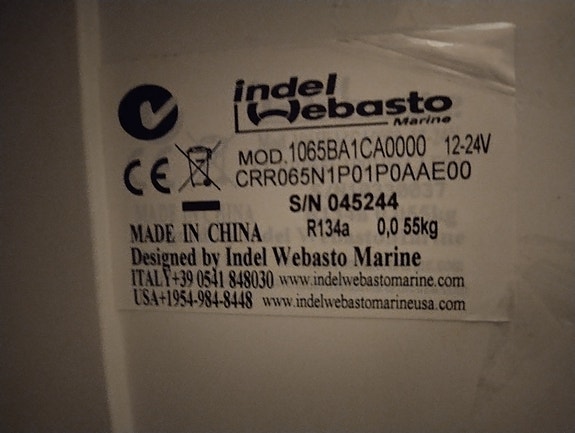 indel
Webasto
Marine
MOD. 1065BA1CA0000 12-24V
CRR065N1P01P0AAE00
S/N 045244
R134a 0,0 55kg
MADE IN CHINA
Designed by Indel Webasto Marine
ITALY+39 0541 848030 www.indelwebastomarine.com
USA+1954-984-8448 www.indelwebastomarineusa.com